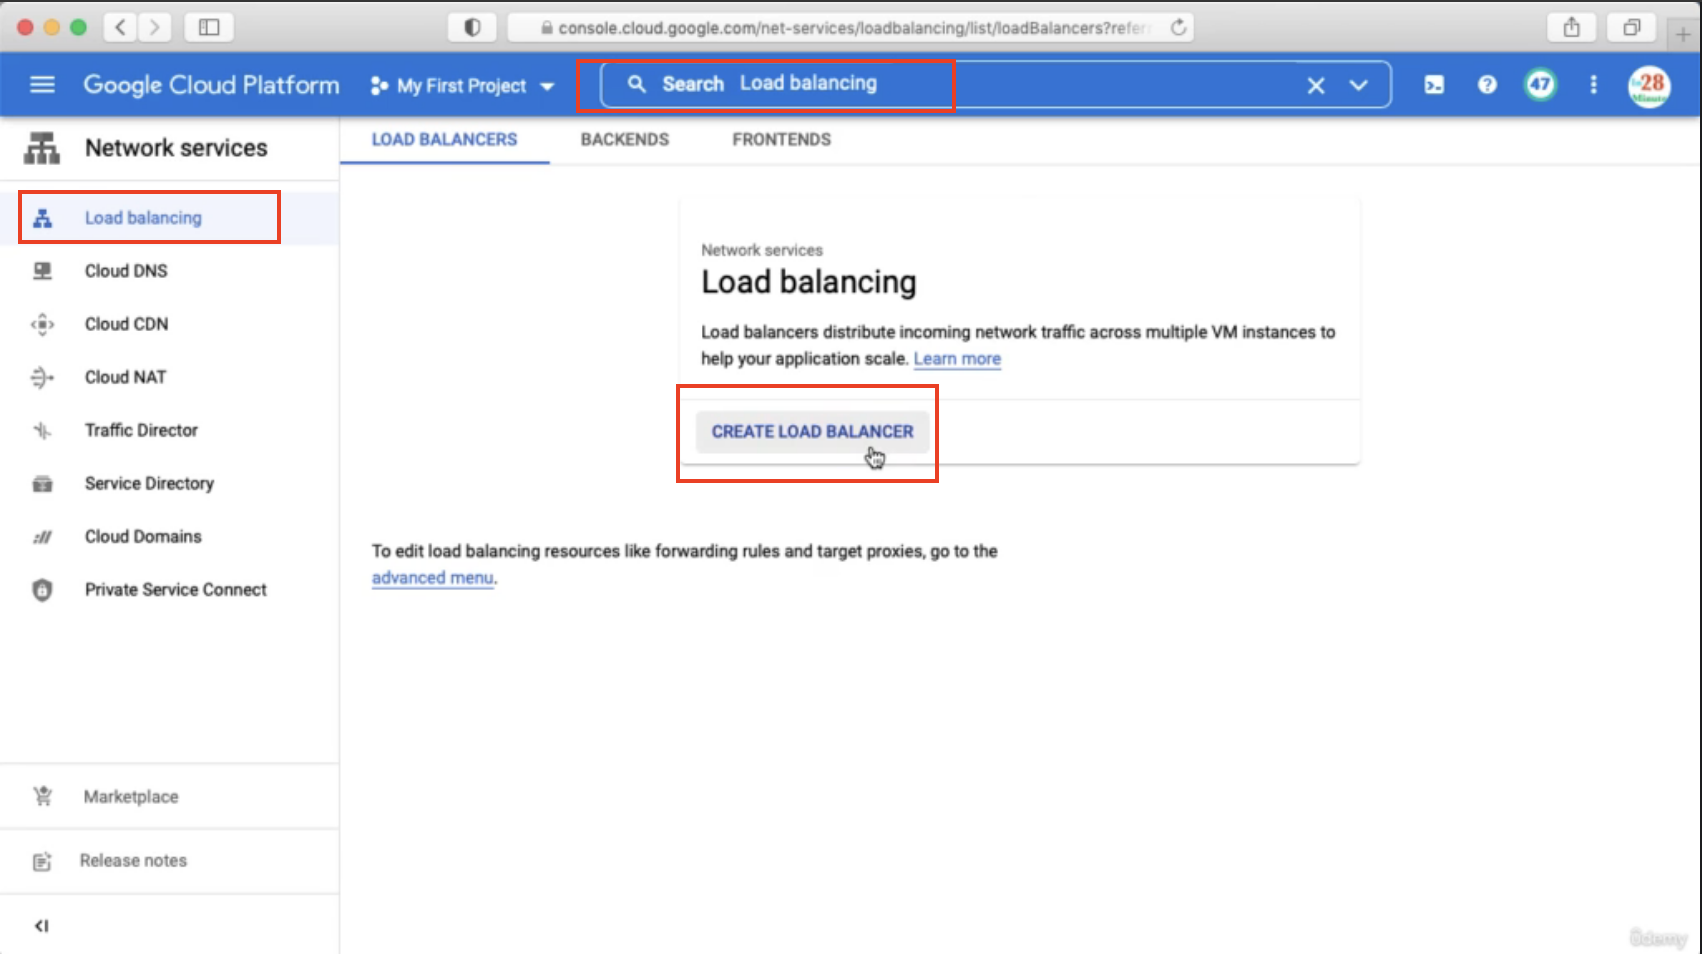 console.cloud.google.com/net-services/loadbalancing/list/loadBalancers?refer
Google Cloud Platform
My First Project
Search Load balancing
47
28
Minute
Network services
LOAD BALANCERS
BACKENDS
FRONTENDS
Load balancing
Cloud DNS
Cloud CDN
Cloud NAT
Traffic Director
Service Directory
Cloud Domains
Private Service Connect
Marketplace
Release notes
Network services
Load balancing
Load balancers distribute incoming network traffic across multiple VM instances to
help your application scale. Learn more
CREATE LOAD BALANCER
To edit load balancing resources like forwarding rules and target proxies, go to the
advanced menu.
Udemy